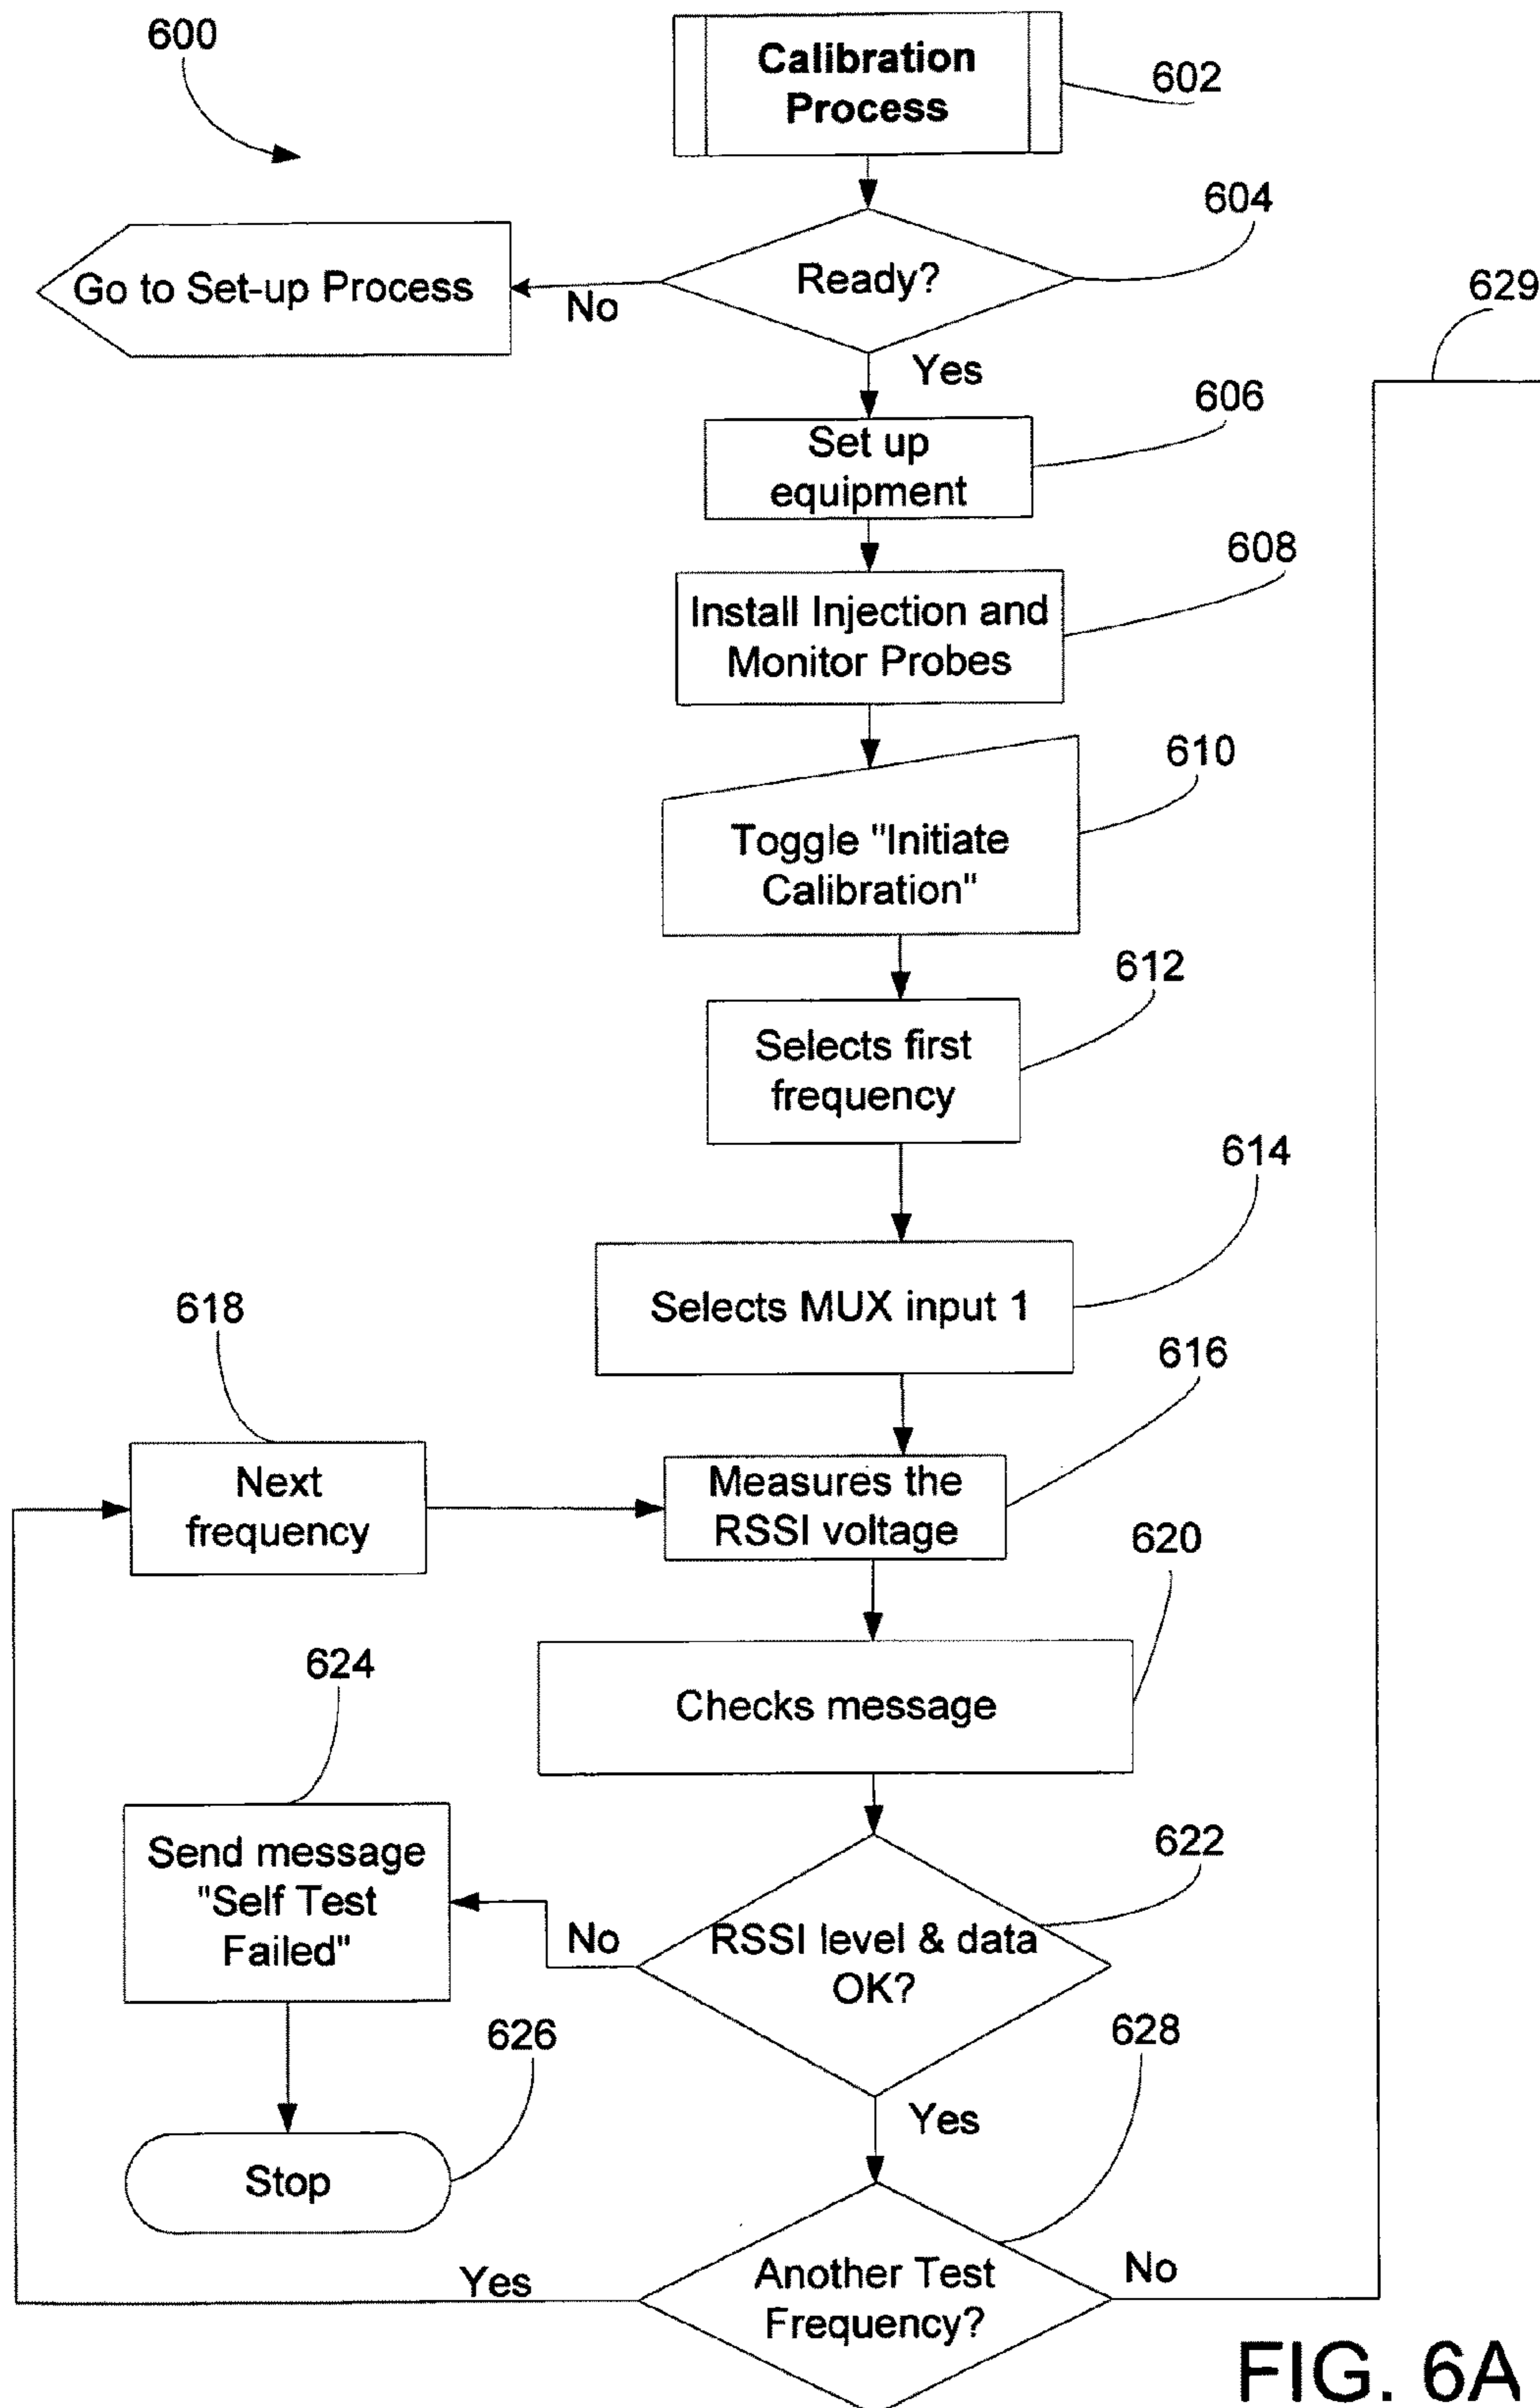 600
Calibration
Process
602
604
Ready?
Go to Set-up Process
No
629
Yes
606
Set up
equipment
608
Install Injection and
Monitor Probes
610
Toggle "Initiate
Calibration"
612
Selects first
frequency
614
Selects MUX input 1
618
616
Next
frequency
Measures the
RSSI voltage
620
624
Checks message
Send message
"Self Test
Failed"
622
No
RSSI level & data
OK?
626
628
Yes
Stop
Yes
Another Test
Frequency?
No
FIG. 6A